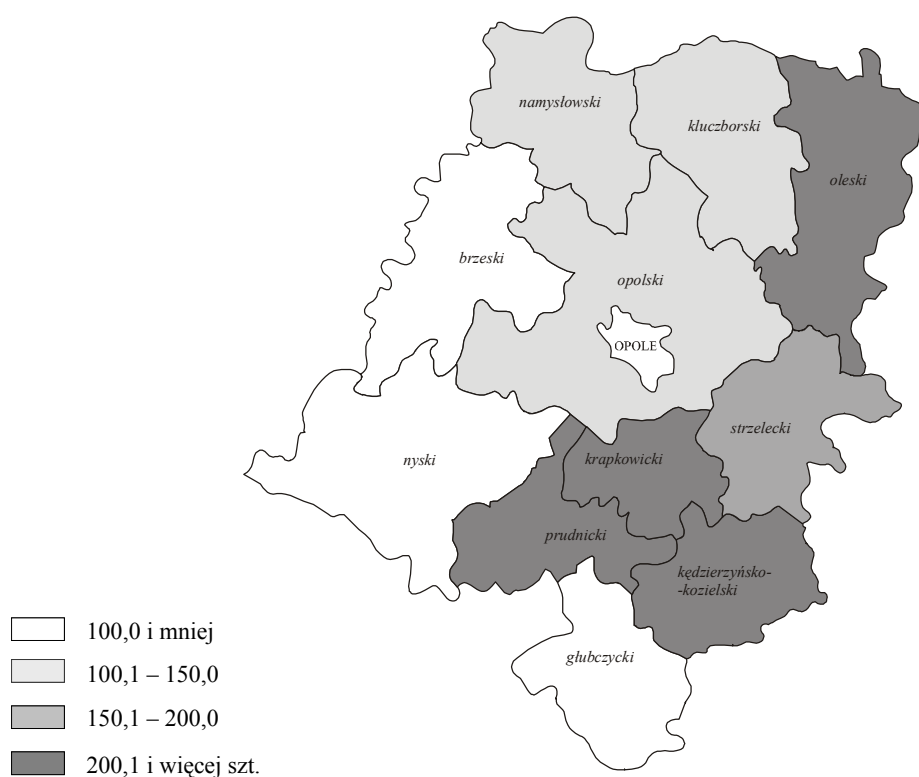 namysłowski
kluczborski
oleski
brzeski
opolski
OPOLE
strzelecki
nyski
krapkowicki
prudnicki
kędzierzyńsko-
-kozielski
głubczycki
100,0 i mniej
100,1 – 150,0
150,1 – 200,0
200,1 i więcej szt.